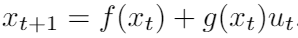 x_{t+1} = f(x_t) + g(x_t)u_t.